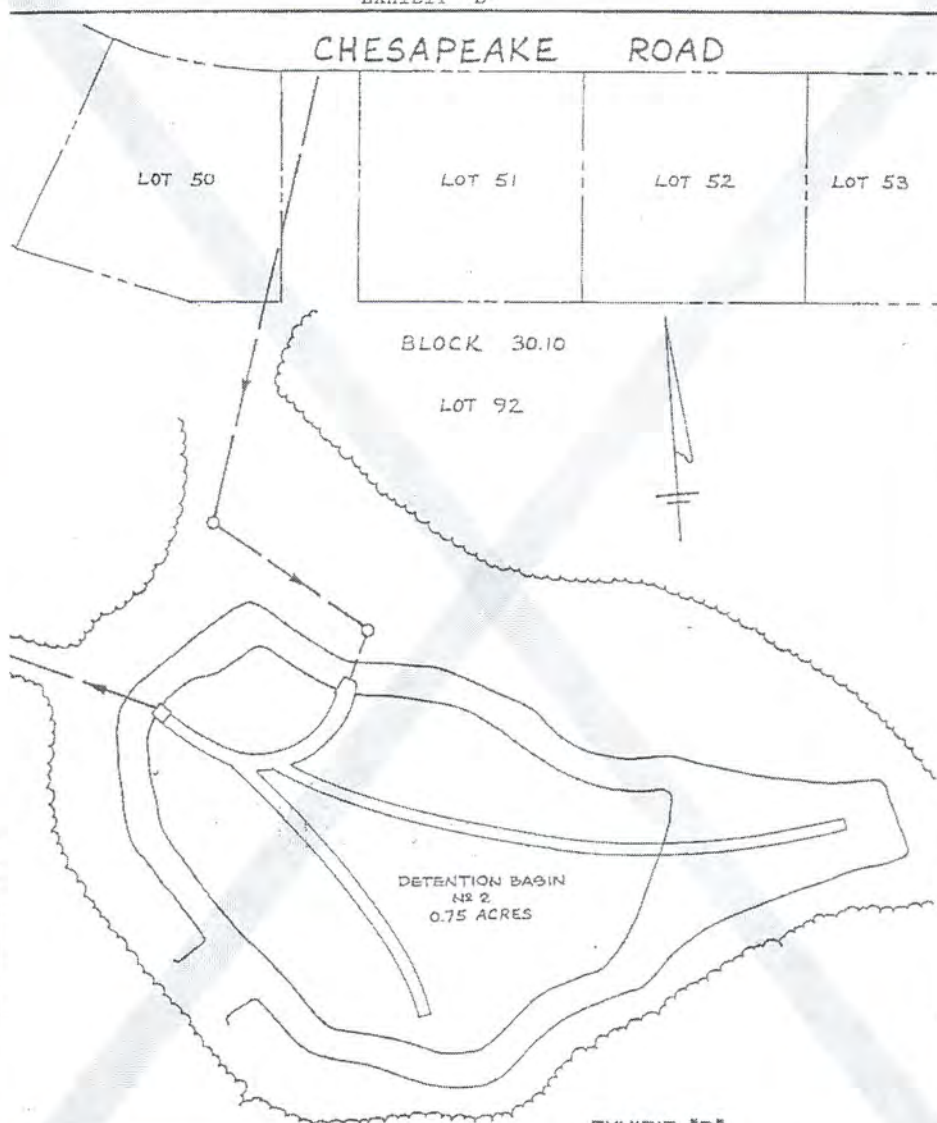 CHESAPEAKE ROAD
LOT 50
LOT 51
LOT 52
LOT 53
BLOCK 30.10
LOT 92
DETENTION BASIN
Nº 2
0.75 ACRES